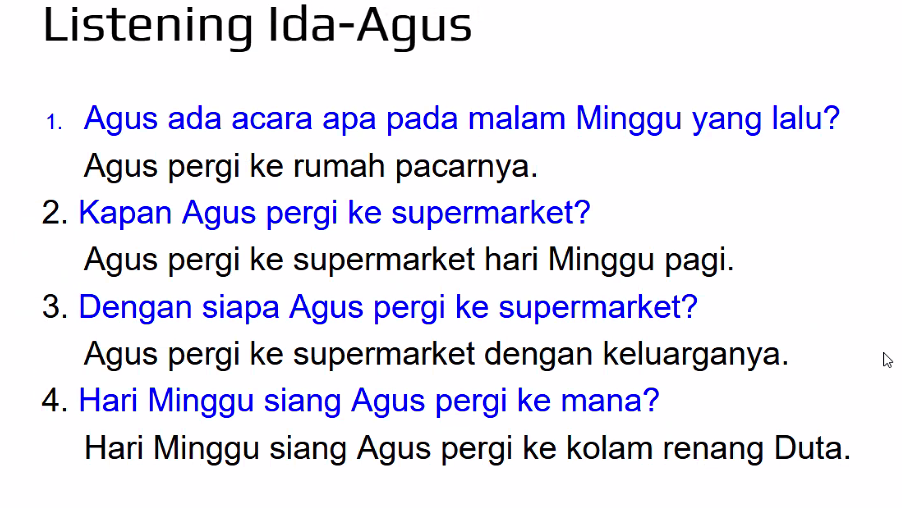 Listening Ida-Agus
1. Agus ada acara apa pada malam Minggu yang lalu?
Agus pergi ke rumah pacarnya.
2. Kapan Agus pergi ke supermarket?
Agus pergi ke supermarket hari Minggu pagi.
3. Dengan siapa Agus pergi ke supermarket?
Agus pergi ke supermarket dengan keluarganya.
4. Hari Minggu siang Agus pergi ke mana?
Hari Minggu siang Agus pergi ke kolam renang Duta.